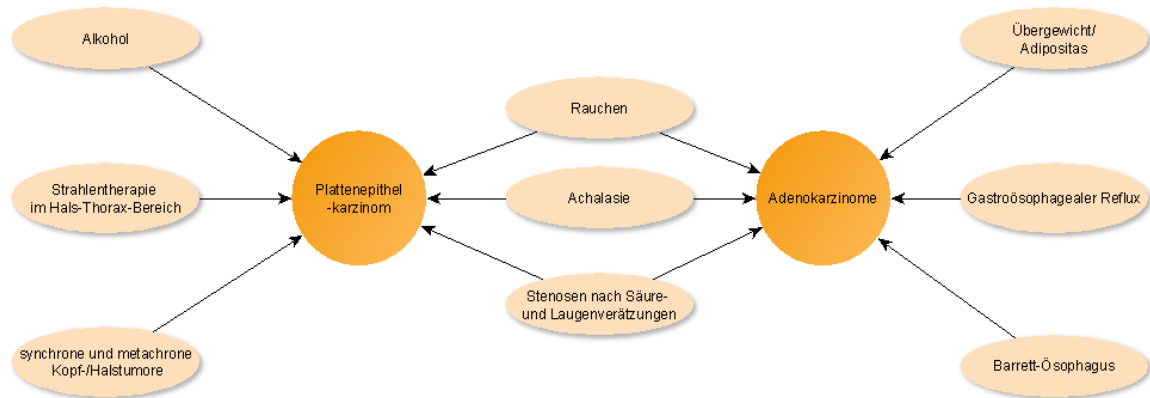 Alkohol
Strahlentherapie
im Hals-Thorax-Bereich
synchrone und metachrone
Kopf-/Halstumore
Plattenepithel
-karzinom
Rauchen
Achalasie
Stenosen nach Säure-
und Laugenverätzungen
Adenokarzinome
Übergewicht/
Adipositas
Gastroösophagealer Reflux
Barrett-Ösophagus